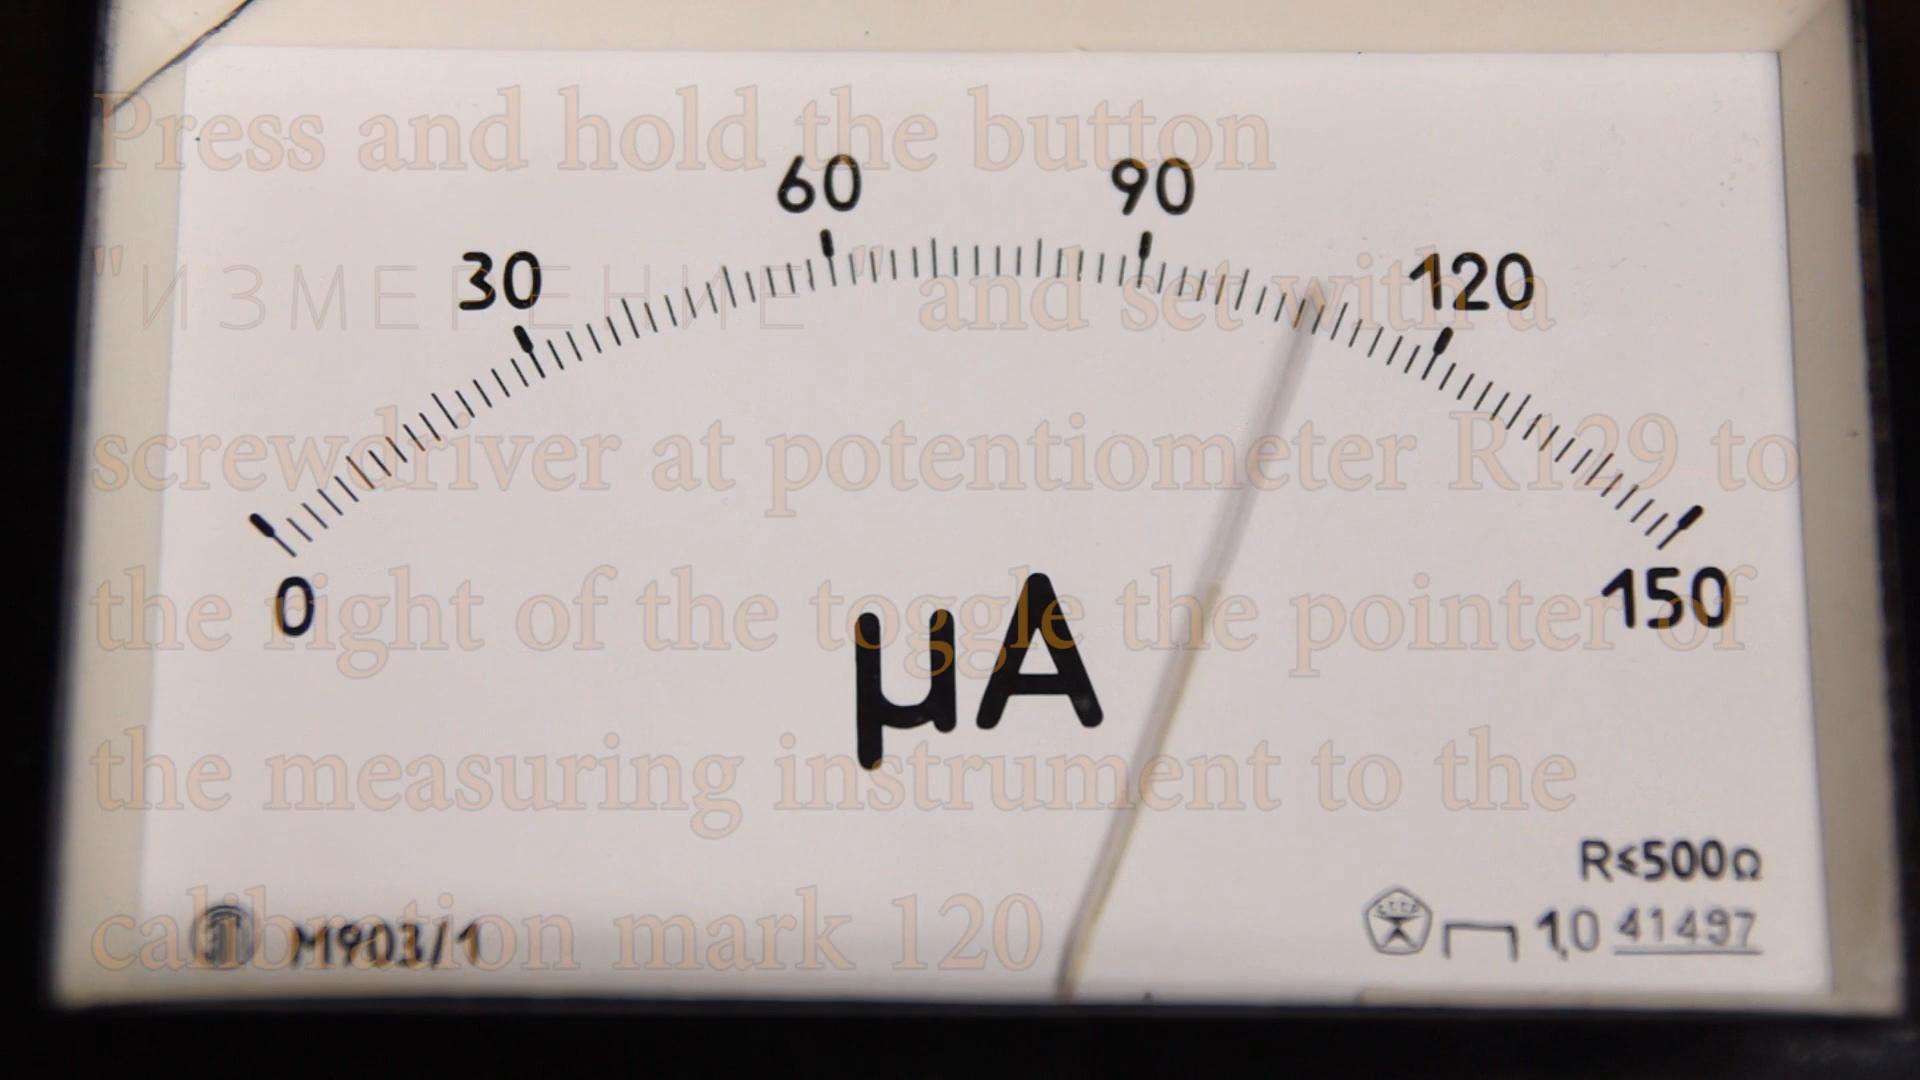 Press and hold the button
"ИЗМЕРЕНИЕ" and set with a
screwdriver at potentiometer R129 to
the right of the toggle the pointer of
the measuring instrument to the
calibration mark 120
0 30 60 90 120 150
µA
R≤500Ω
M903/1
СССР
1,0 41497